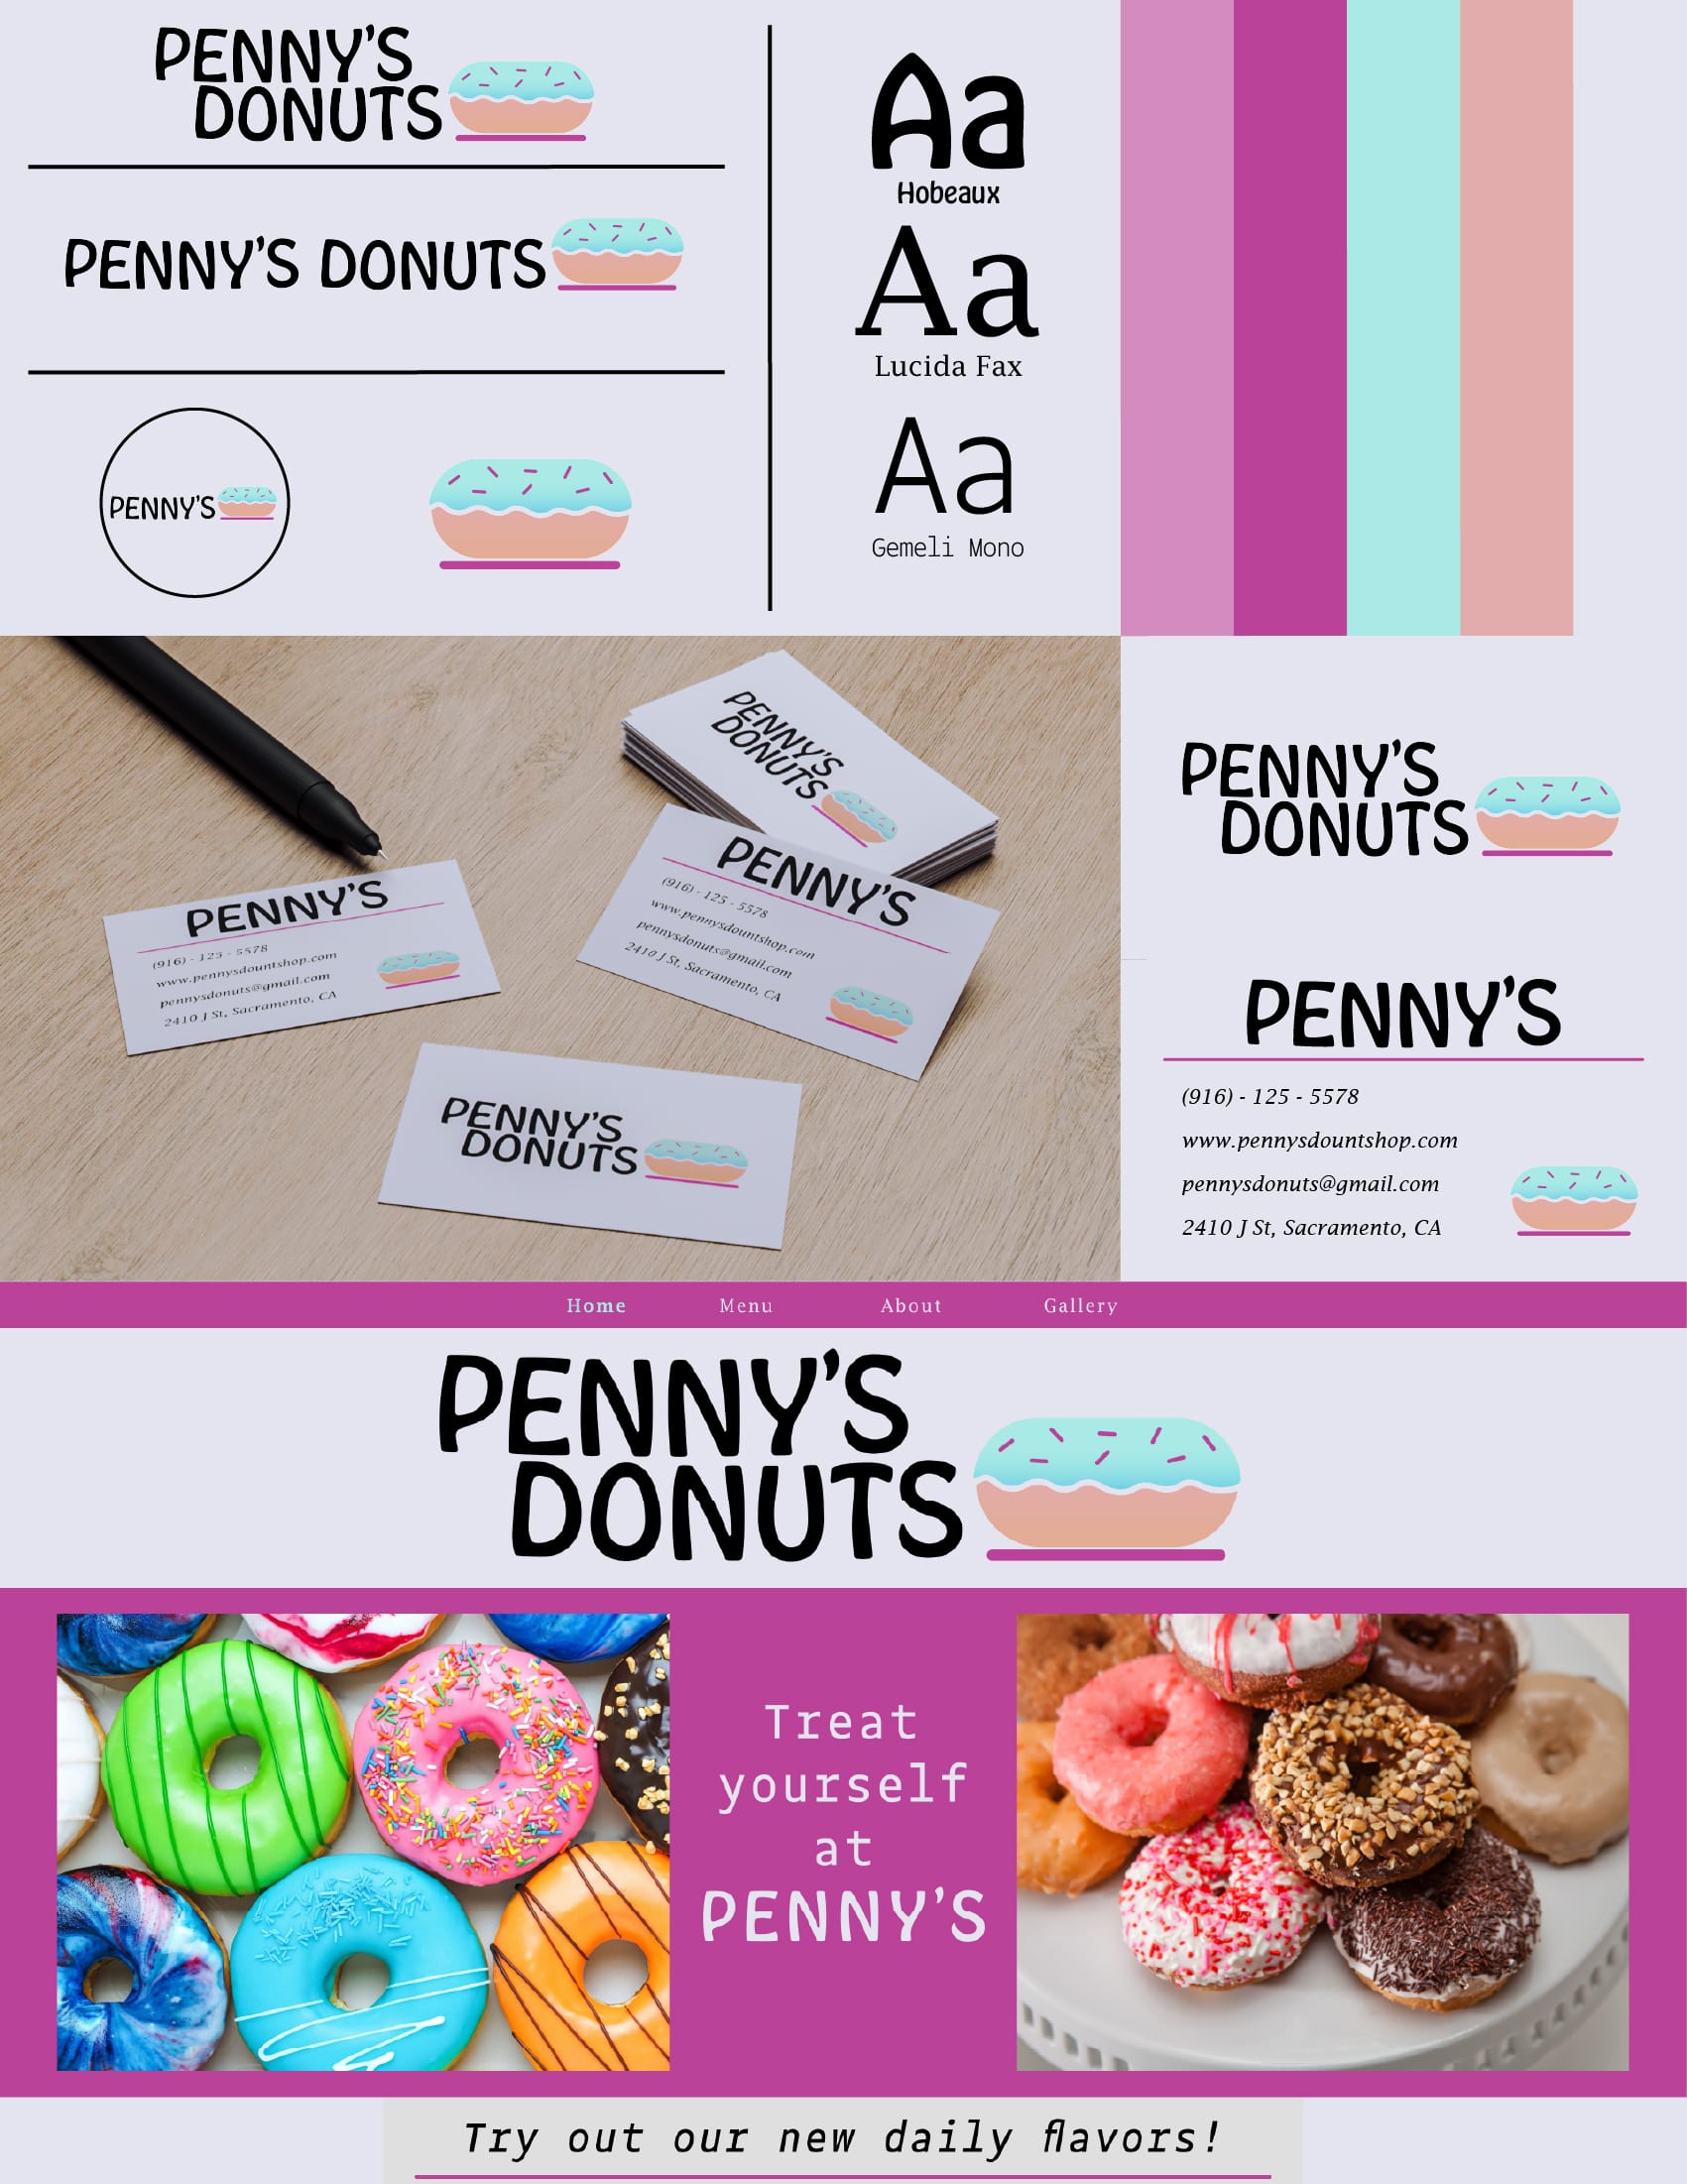 PENNY'S
DONUTS
PENNY'S DONUTS
PENNY'S
Aa
Hobeaux
Aa
Lucida Fax
Aa
Gemeli Mono
PENNY'S
DONUTS
PENNY'S
(916) - 125 - 5578
www.pennysdountshop.com
pennysdonuts@gmail.com
2410 J St, Sacramento, CA
PENNY'S
(916) - 125 - 5578
www.pennysdountshop.com
pennysdonuts@gmail.com
2410 J St, Sacramento, CA
PENNY'S
DONUTS
PENNY'S
DONUTS
PENNY'S
(916) - 125 - 5578
www.pennysdountshop.com
pennysdonuts@gmail.com
2410 J St, Sacramento, CA
Home Menu About Gallery
PENNY'S
DONUTS
Treat
yourself
at
PENNY'S
Try out our new daily flavors!